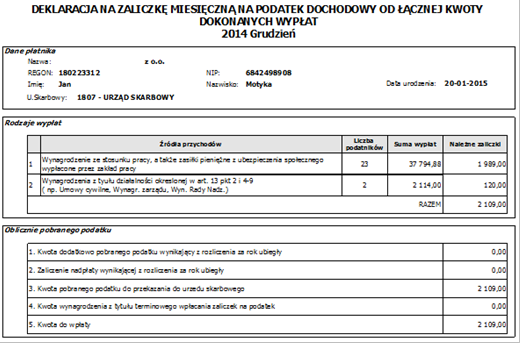 DEKLARACJA NA ZALICZKĘ MIESIĘCZNĄ NA PODATEK DOCHODOWY OD ŁĄCZNEJ KWOTY
DOKONANYCH WYPŁAT
2014 Grudzień
Dane płatnika
Nazwa: z o.o.
REGON: 180223312 NIP: 6842498908
Imię: Jan Nazwisko: Motyka Data urodzenia: 20-01-2015
U.Skarbowy: 1807 - URZĄD SKARBOWY
Rodzaje wypłat
Źródła przychodów Liczba podatników Suma wypłat Należne zaliczki
1 Wynagrodzenie ze stosunku pracy, a także zasiłki pieniężne z ubezpieczenia społecznego
wypłacone przez zakład pracy 23 37 794,88 1 989,00
2 Wynagrodzenia z tyułu działalności okreslonej w art. 13 pkt 2 i 4-9
( np. Umowy cywilne, Wynagr. zarządu, Wyn. Rady Nadz.) 2 2 114,00 120,00
RAZEM 2 109,00
Oblicznie pobranego podatku
1. Kwota dodatkowo pobranego podatku wynikający z rozliczenia za rok ubiegły 0,00
2. Zaliczenie nadpłaty wynikającej z rozliczenia za rok ubiegły 0,00
3. Kwota pobranego podatku do przekazania do urzedu skarbowego 2 109,00
4. Kwota wynagrodzenia z tytułu terminowego wpłacania zaliczek na podatek 0,00
5. Kwota do wpłaty 2 109,00